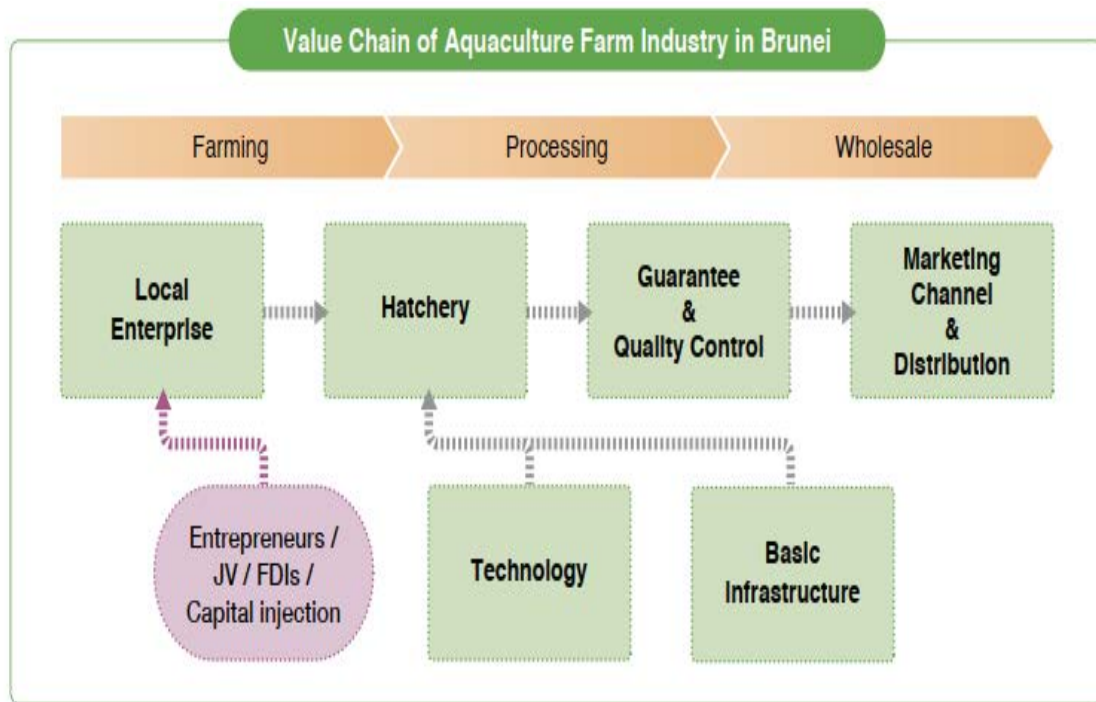 Value Chain of Aquaculture Farm Industry in Brunei
Farming
Processing
Wholesale
Local
Enterprise
Hatchery
Guarantee
&
Quality Control
Marketing
Channel
&
Distribution
Entrepreneurs /
JV / FDIs /
Capital injection
Technology
Basic
Infrastructure